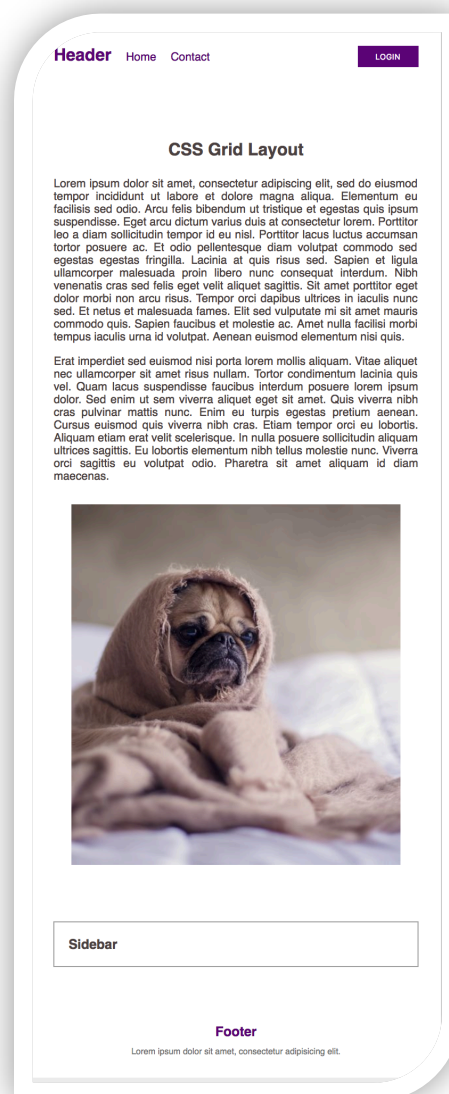 Header Home Contact LOGIN
CSS Grid Layout
Lorem ipsum dolor sit amet, consectetur adipiscing elit, sed do eiusmod
tempor incididunt ut labore et dolore magna aliqua. Elementum eu
facilisis sed odio. Arcu felis bibendum ut tristique et egestas quis ipsum
suspendisse. Eget arcu dictum varius duis at consectetur lorem. Porttitor
leo a diam sollicitudin tempor id eu nisl. Porttitor lacus luctus accumsan
tortor posuere ac. Et odio pellentesque diam volutpat commodo sed
egestas egestas fringilla. Lacinia at quis risus sed. Sapien et ligula
ullamcorper malesuada proin libero nunc consequat interdum. Nibh
venenatis cras sed felis eget velit aliquet sagittis. Sit amet porttitor eget
dolor morbi non arcu risus. Tempor orci dapibus ultrices in iaculis nunc
sed. Et netus et malesuada fames. Elit sed vulputate mi sit amet mauris
commodo quis. Sapien faucibus et molestie ac. Amet nulla facilisi morbi
tempus iaculis urna id volutpat. Aenean euismod elementum nisi quis.
Erat imperdiet sed euismod nisi porta lorem mollis aliquam. Vitae aliquet
nec ullamcorper sit amet risus nullam. Tortor condimentum lacinia quis
vel. Quam lacus suspendisse faucibus interdum posuere lorem ipsum
dolor. Sed enim ut sem viverra aliquet eget sit amet. Quis viverra nibh
cras pulvinar mattis nunc. Enim eu turpis egestas pretium aenean.
Cursus euismod quis viverra nibh cras. Etiam tempor orci eu lobortis.
Aliquam etiam erat velit scelerisque. In nulla posuere sollicitudin aliquam
ultrices sagittis. Eu lobortis elementum nibh tellus molestie nunc. Viverra
orci sagittis eu volutpat odio. Pharetra sit amet aliquam id diam
maecenas.
Sidebar
Footer
Lorem ipsum dolor sit amet, consectetur adipisicing elit.